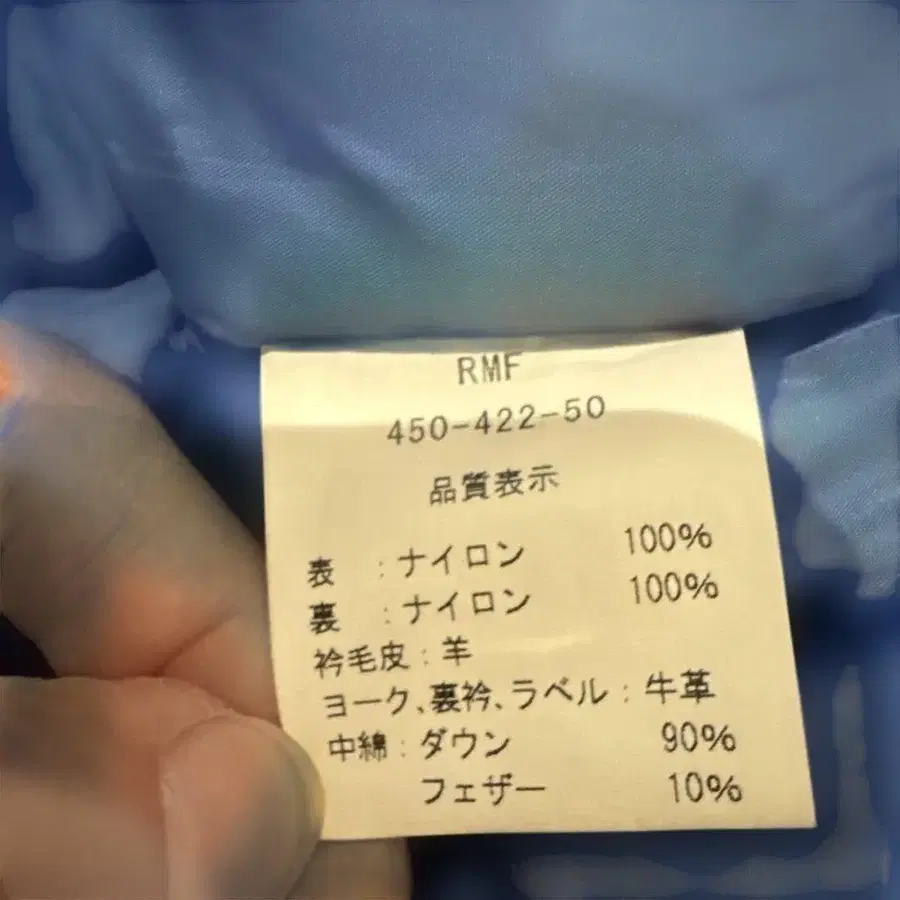 RMF
450-422-50
品質表示
表 : ナイロン 100%
裏 : ナイロン 100%
衿毛皮 : 羊
ヨーク、裏衿、ラベル : 牛革
中綿 : ダウン 90%
フェザー 10%